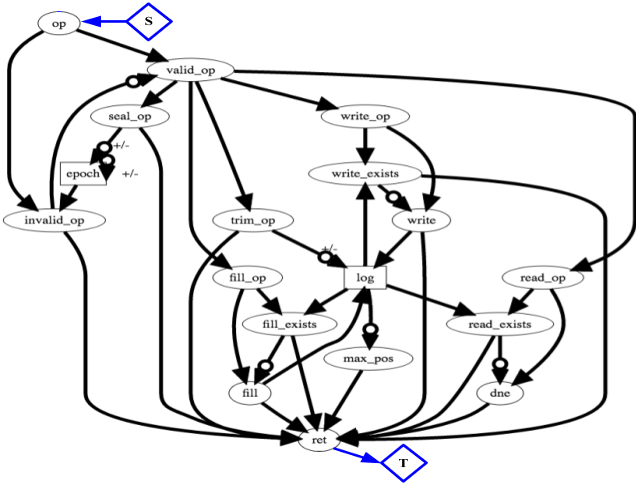 op
S
valid_op
seal_op
write_op
+/-
epoch
+/-
write_exists
invalid_op
trim_op
write
+/-
fill_op
log
read_op
fill_exists
read_exists
max_pos
fill
dne
ret
T